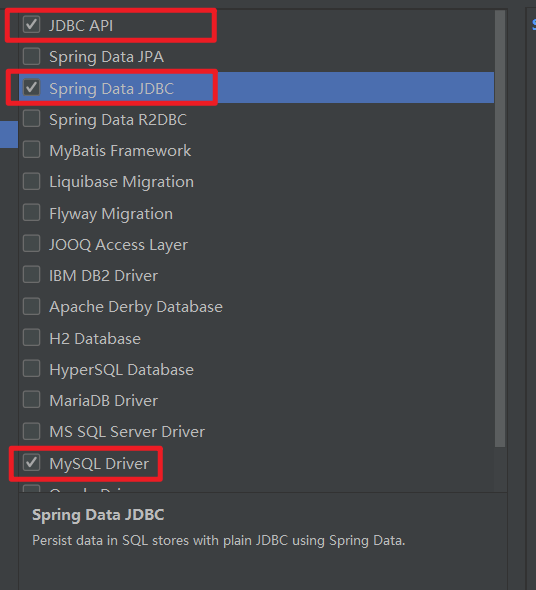 JDBC API
Spring Data JPA
Spring Data JDBC
Spring Data R2DBC
MyBatis Framework
Liquibase Migration
Flyway Migration
JOOQ Access Layer
IBM DB2 Driver
Apache Derby Database
H2 Database
HyperSQL Database
MariaDB Driver
MS SQL Server Driver
MySQL Driver
Spring Data JDBC
Persist data in SQL stores with plain JDBC using Spring Data.